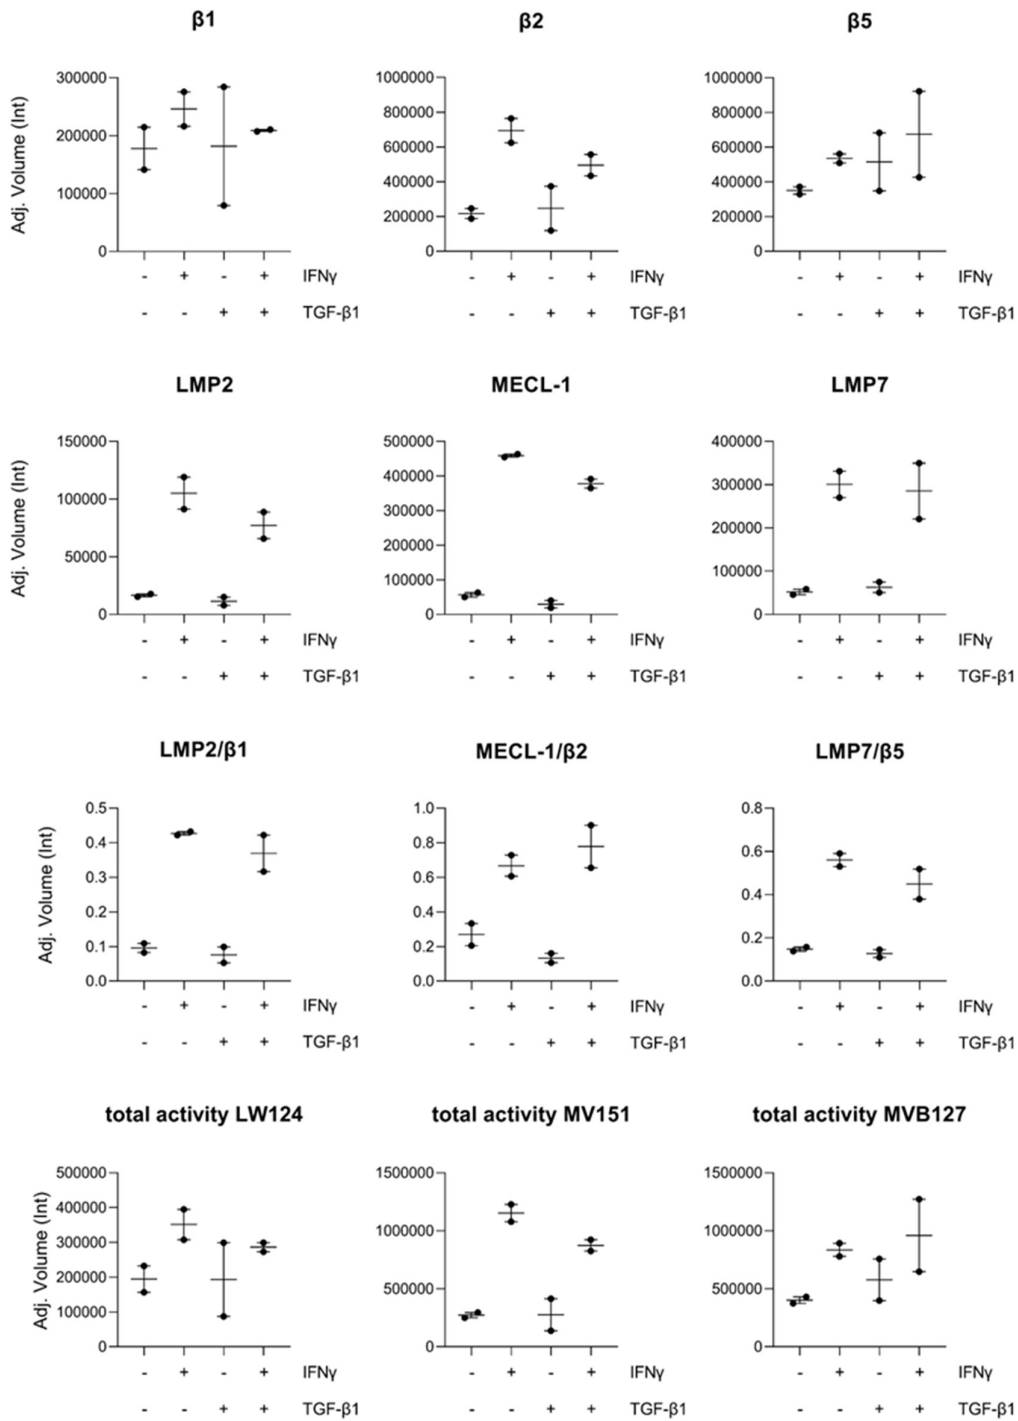 β1 β2 β5
Adj. Volume (Int)
300000 1000000 1000000
800000 800000
200000 600000 600000
400000 400000
100000 200000 200000
0 0 0
- + - + IFNγ - + - + IFNγ - + - + IFNγ
- - + + TGF-β1 - - + + TGF-β1 - - + + TGF-β1
LMP2 MECL-1 LMP7
Adj. Volume (Int)
150000 500000 400000
400000 300000
100000 300000 200000
50000 200000 100000
100000
0 0 0
- + - + IFNγ - + - + IFNγ - + - + IFNγ
- - + + TGF-β1 - - + + TGF-β1 - - + + TGF-β1
LMP2/β1 MECL-1/β2 LMP7/β5
Adj. Volume (Int)
0.5 1.0 0.8
0.4 0.8 0.6
0.3 0.6 0.4
0.2 0.4 0.2
0.1 0.2
0.0 0.0 0.0
- + - + IFNγ - + - + IFNγ - + - + IFNγ
- - + + TGF-β1 - - + + TGF-β1 - - + + TGF-β1
total activity LW124 total activity MV151 total activity MVB127
Adj. Volume (Int)
500000 1500000 1500000
400000
300000 1000000 1000000
200000 500000 500000
100000
0 0 0
- + - + IFNγ - + - + IFNγ - + - + IFNγ
- - + + TGF-β1 - - + + TGF-β1 - - + + TGF-β1